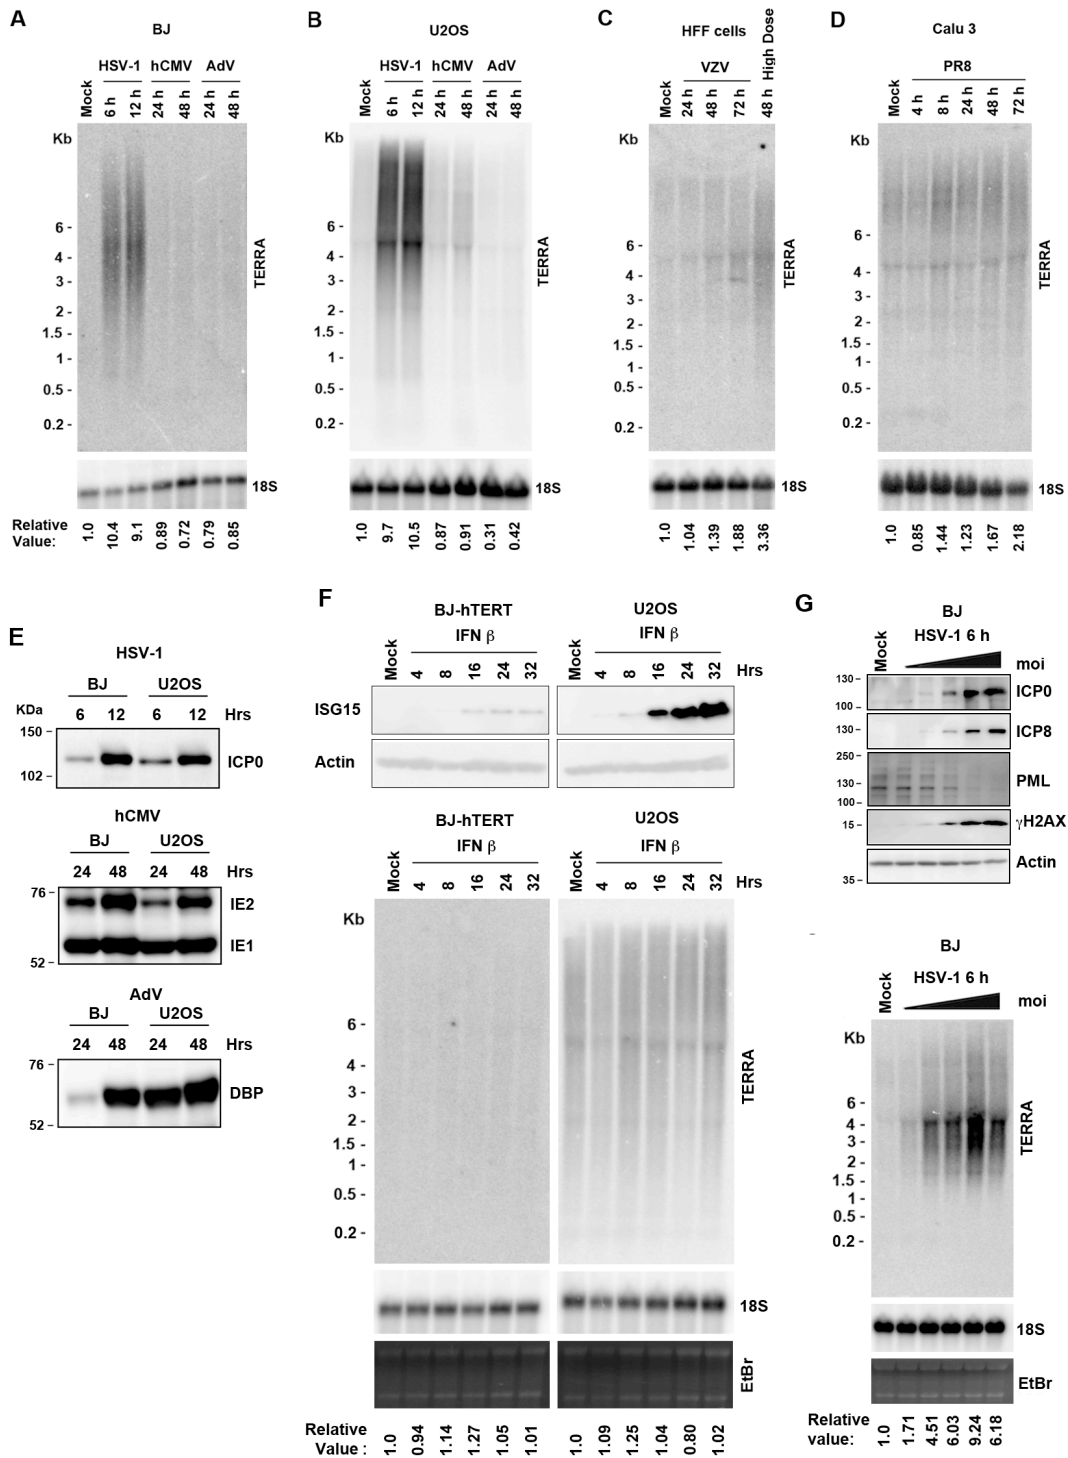 A
BJ
HSV-1 hCMV AdV
Mock 6 h 12 h 24 h 48 h 24 h 48 h
Kb
6 -
4 -
3 -
2 -
1.5 -
1 -
0.5 -
0.2 -
TERRA
18S
Relative
Value: 1.0 10.4 9.1 0.89 0.72 0.79 0.85
B
U2OS
HSV-1 hCMV AdV
Mock 6 h 12 h 24 h 48 h 24 h 48 h
Kb
6 -
4 -
3 -
2 -
1.5 -
1 -
0.5 -
0.2 -
TERRA
18S
1.0 9.7 10.5 0.87 0.91 0.31 0.42
C
HFF cells
VZV
Mock 24 h 48 h 72 h 48 h High Dose
Kb
6 -
4 -
3 -
2 -
1.5 -
1 -
0.5 -
0.2 -
TERRA
18S
1.0 1.04 1.39 1.88 3.36
D
Calu 3
PR8
Mock 4 h 8 h 24 h 48 h 72 h
Kb
6 -
4 -
3 -
2 -
1.5 -
1 -
0.5 -
0.2 -
TERRA
18S
1.0 0.85 1.44 1.23 1.67 2.18
E
HSV-1
BJ U2OS
KDa 6 12 6 12 Hrs
150 -
102 -
ICP0
hCMV
BJ U2OS
24 48 24 48 Hrs
76 -
IE2
IE1
52 -
AdV
BJ U2OS
24 48 24 48 Hrs
76 -
DBP
52 -
F
BJ-hTERT U2OS
IFN β IFN β
Mock 4 8 16 24 32 Mock 4 8 16 24 32 Hrs
ISG15
Actin
BJ-hTERT U2OS
IFN β IFN β
Mock 4 8 16 24 32 Mock 4 8 16 24 32 Hrs
Kb
6 -
4 -
3 -
2 -
1.5 -
1 -
0.5 -
0.2 -
TERRA
18S
EtBr
Relative
Value : 1.0 0.94 1.14 1.27 1.05 1.01 1.0 1.09 1.25 1.04 0.80 1.02
G
BJ
Mock HSV-1 6 h moi
130 -
100 -
ICP0
130 -
ICP8
250 -
130 -
100 -
PML
15 -
γH2AX
Actin
35 -
BJ
Mock HSV-1 6 h moi
Kb
6 -
4 -
3 -
2 -
1.5 -
1 -
0.5 -
0.2 -
TERRA
18S
EtBr
Relative
value: 1.0 1.71 4.51 6.03 9.24 6.18